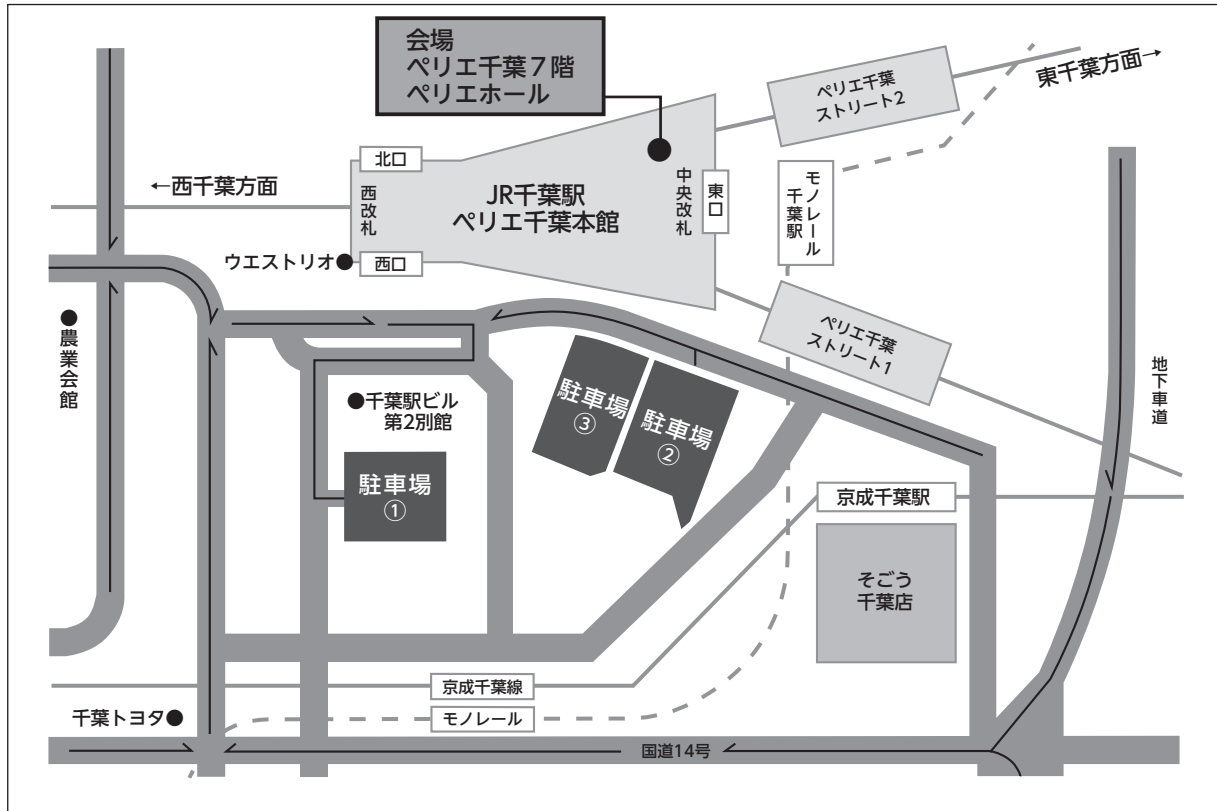 会場
ペリエ千葉7階
ペリエホール
ペリエ千葉
ストリート2
東千葉方面→
北口
←西千葉方面
西改札
JR千葉駅
ペリエ千葉本館
中央改札
東口
モノレール
千葉駅
ウエストリオ●
西口
ペリエ千葉
ストリート1
●農業会館
地下車道
●千葉駅ビル
第2別館
駐車場
③
駐車場
②
駐車場
①
京成千葉駅
そごう
千葉店
京成千葉線
千葉トヨタ●
モノレール
国道14号